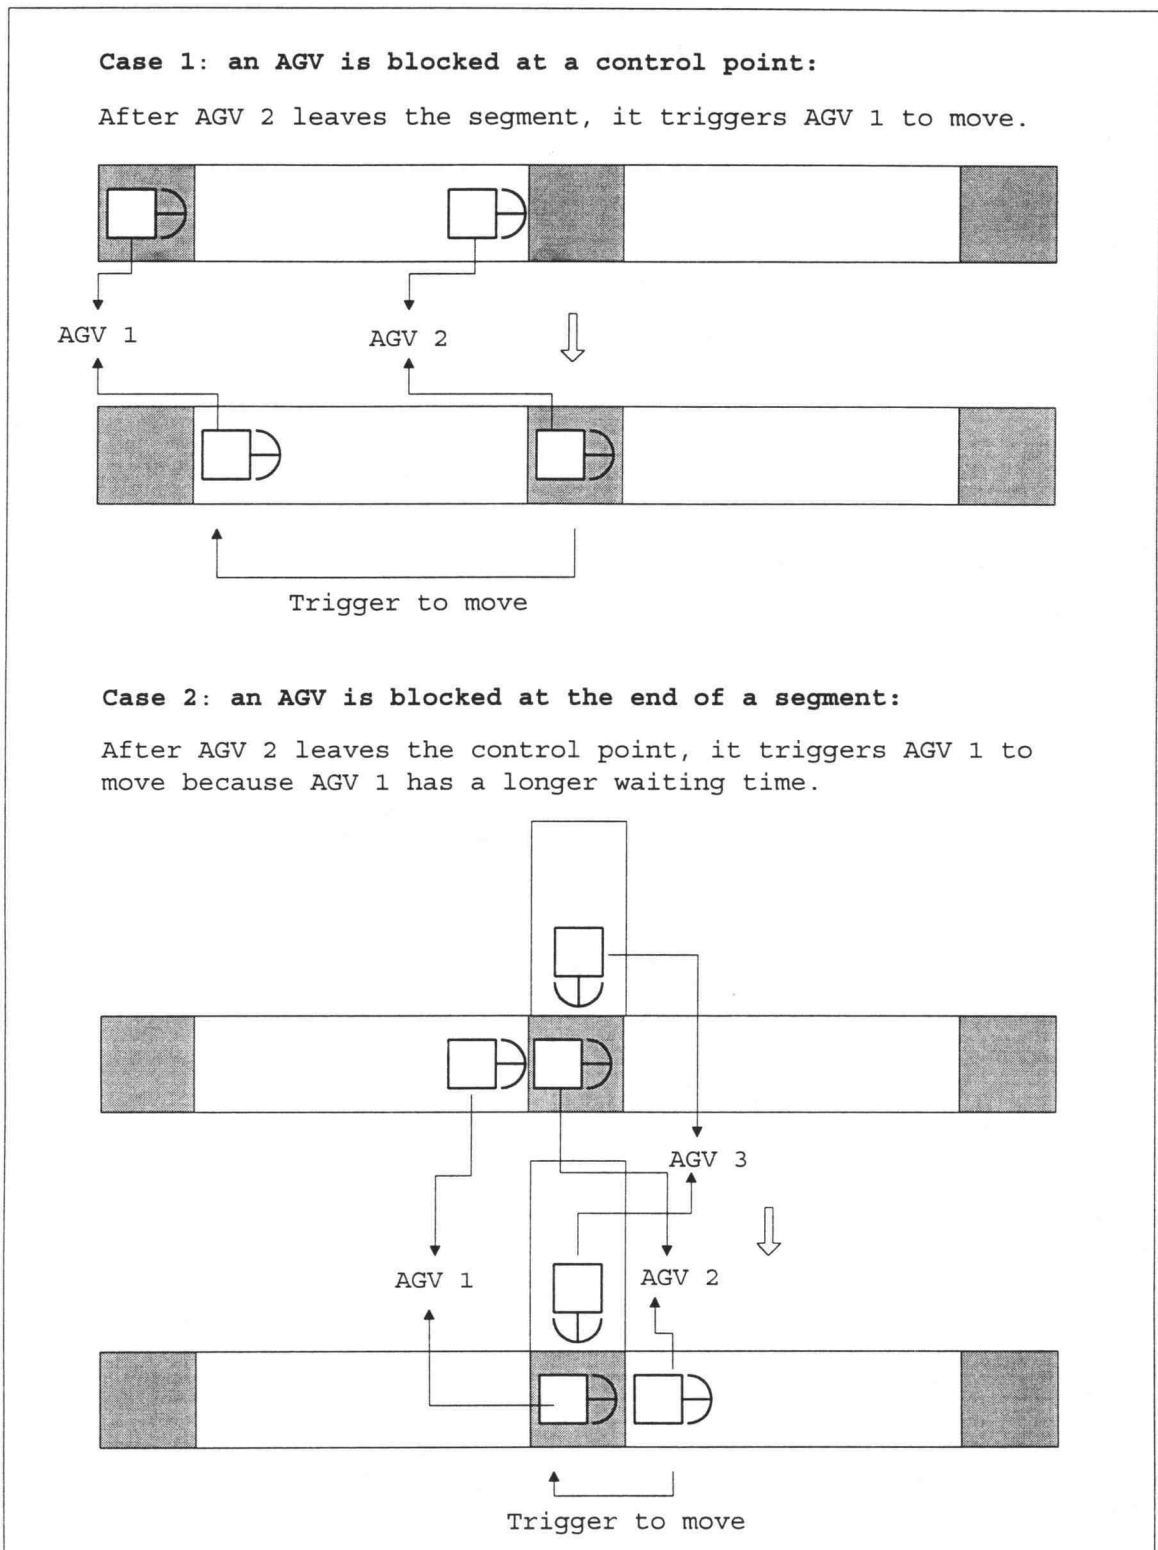 Case 1: an AGV is blocked at a control point:
After AGV 2 leaves the segment, it triggers AGV 1 to move.
AGV 1
AGV 2
Trigger to move
Case 2: an AGV is blocked at the end of a segment:
After AGV 2 leaves the control point, it triggers AGV 1 to
move because AGV 1 has a longer waiting time.
AGV 3
AGV 1
AGV 2
Trigger to move